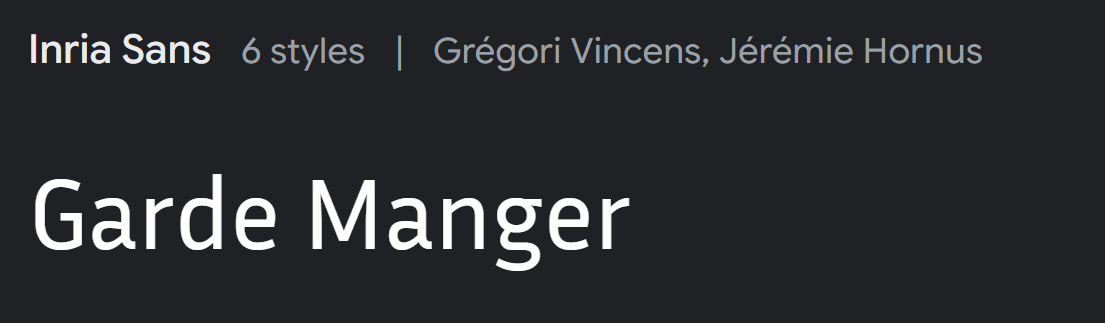 Inria Sans 6 styles | Grégori Vincens, Jérémie Hornus
Garde Manger